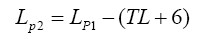 L_{p2} = L_{P1} − (TL + 6)